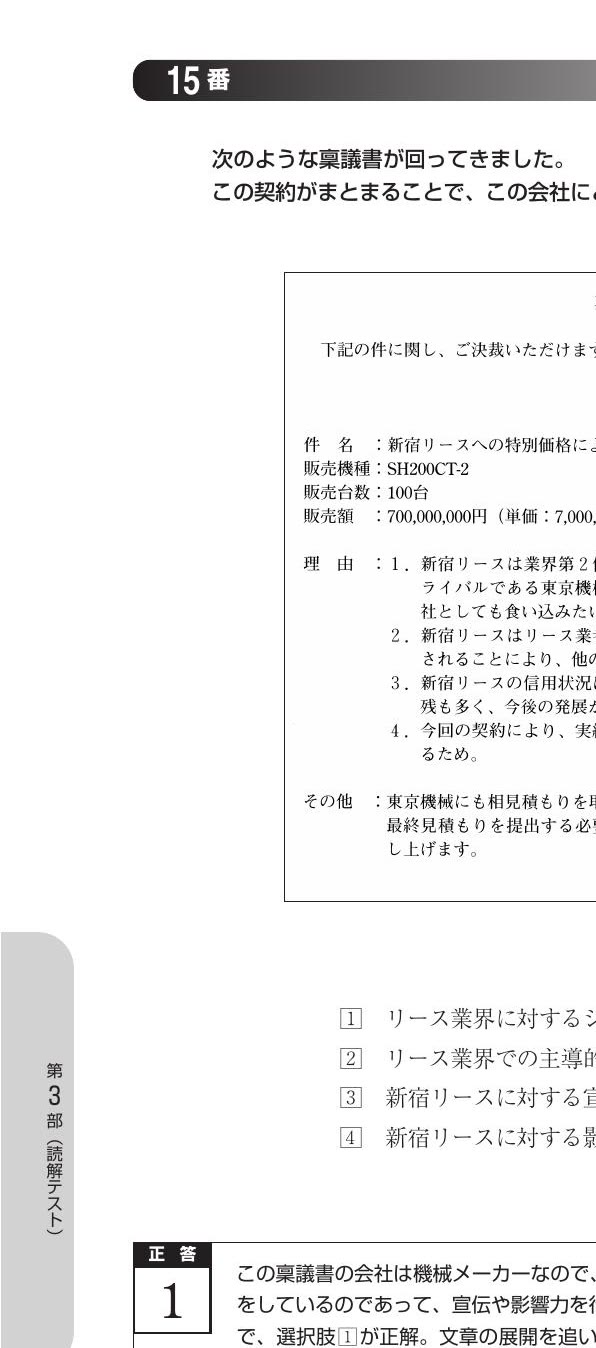 15番
次のような稟議書が回ってきました。
この契約がまとまることで、この会社に
下記の件に関し、ご決裁いただけます
件　名　：新宿リースへの特別価格に
販売機種：SH200CT-2
販売台数：100台
販売額　：700,000,000円（単価：7,000,
理　由　：1．新宿リースは業界第2
ライバルである東京機
社としても食い込みたい
2．新宿リースはリース業
されることにより、他の
3．新宿リースの信用状況
残も多く、今後の発展
4．今回の契約により、実
るため。
その他　：東京機械にも相見積もりを
最終見積もりを提出する必
し上げます。
1　リース業界に対するシ
2　リース業界での主導的
3　新宿リースに対する宣
4　新宿リースに対する影
第3部（読解テスト）
正答
1
この稟議書の会社は機械メーカーなので、
をしているのであって、宣伝や影響力を行
で、選択肢1が正解。文章の展開を追い